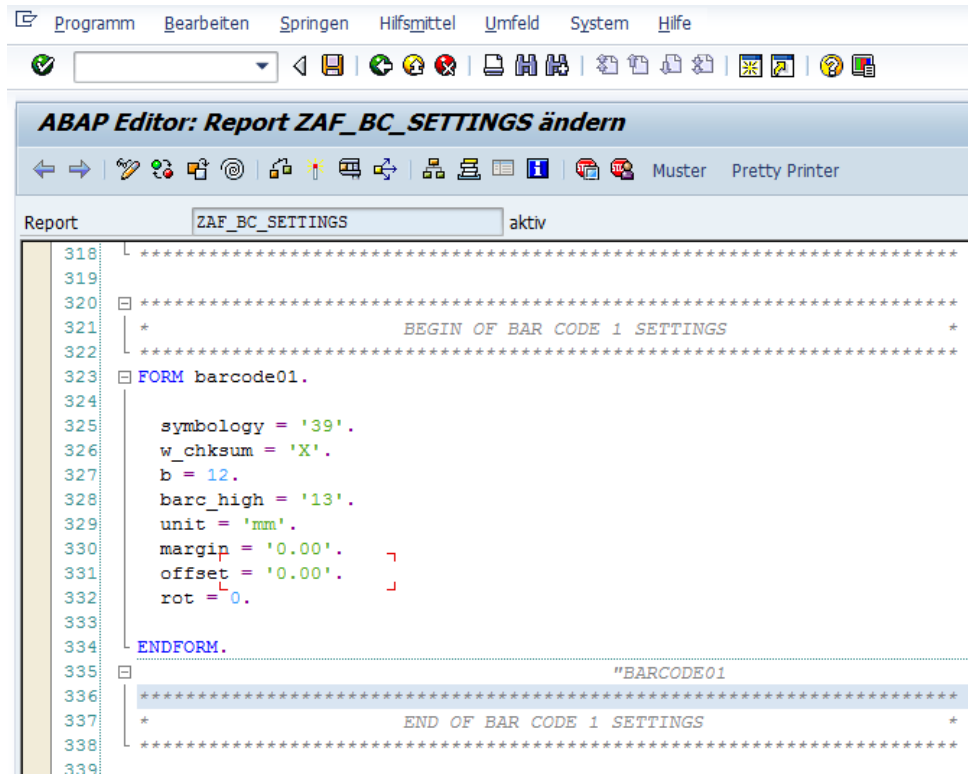 Programm Bearbeiten Springen Hilfsmittel Umfeld System Hilfe
ABAP Editor: Report ZAF_BC_SETTINGS ändern
Muster Pretty Printer
Report ZAF_BC_SETTINGS aktiv
318 ***********************************************************************
319
320 ***********************************************************************
321 * BEGIN OF BAR CODE 1 SETTINGS *
322 ***********************************************************************
323 FORM barcode01.
324
325 symbology = '39'.
326 w_chksum = 'X'.
327 b = 12.
328 barc_high = '13'.
329 unit = 'mm'.
330 margin = '0.00'.
331 offset = '0.00'.
332 rot = 0.
333
334 ENDFORM.
335 "BARCODE01
336 ***********************************************************************
337 * END OF BAR CODE 1 SETTINGS *
338 ***********************************************************************
339